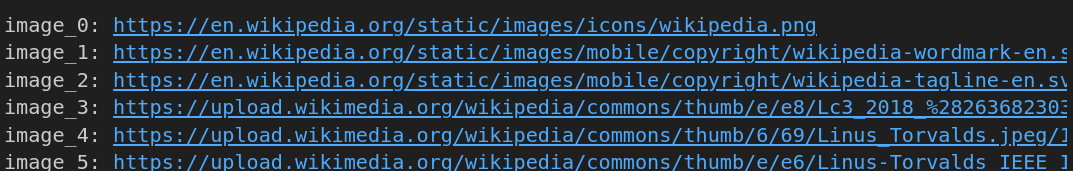 image_0: https://en.wikipedia.org/static/images/icons/wikipedia.png
image_1: https://en.wikipedia.org/static/images/mobile/copyright/wikipedia-wordmark-en.s
image_2: https://en.wikipedia.org/static/images/mobile/copyright/wikipedia-tagline-en.sv
image_3: https://upload.wikimedia.org/wikipedia/commons/thumb/e/e8/Lc3_2018_%28263682303
image_4: https://upload.wikimedia.org/wikipedia/commons/thumb/6/69/Linus_Torvalds.jpeg/1
image_5: https://upload.wikimedia.org/wikipedia/commons/thumb/e/e6/Linus-Torvalds_IEEE_1